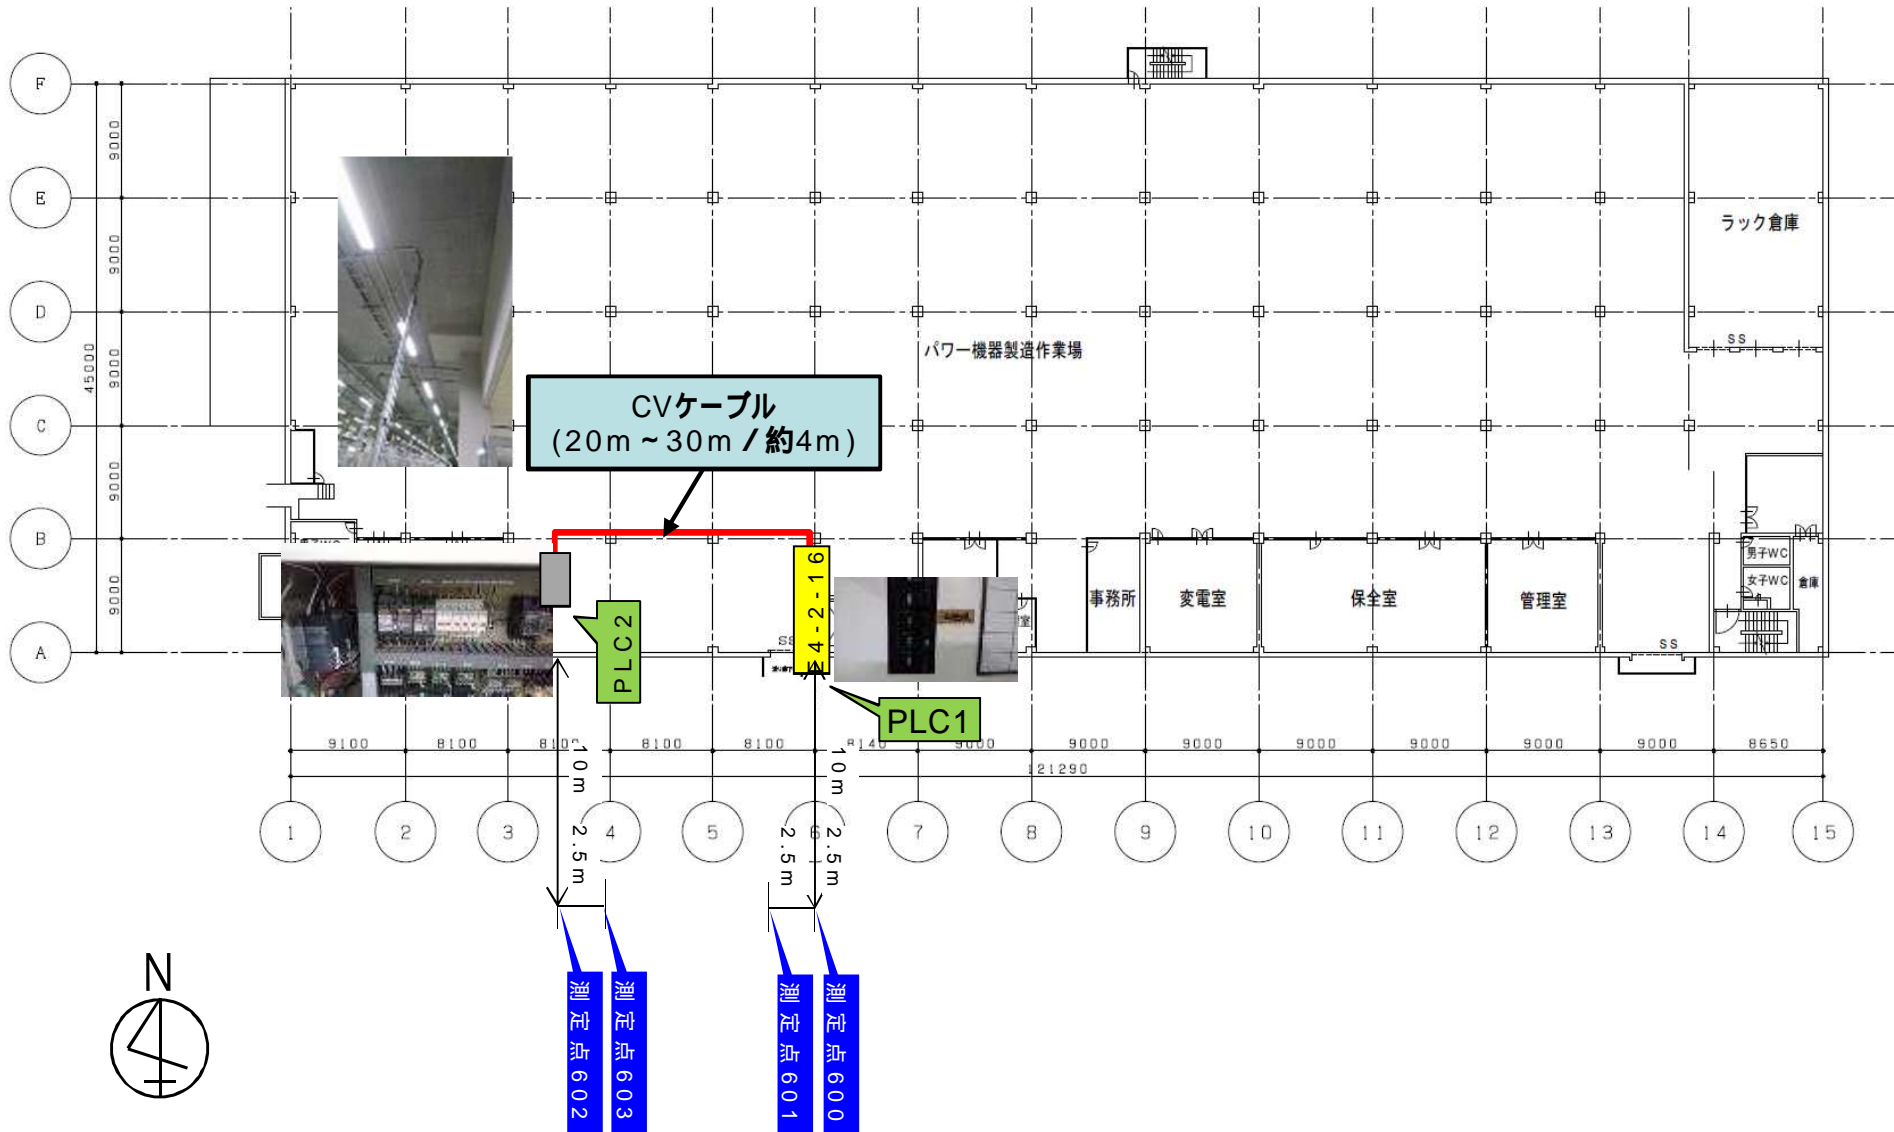 F
E
D
C
B
A
9000
9000
9000
9000
9000
45000
ラック倉庫
SS
パワー機器製造作業場
CVケーブル
(20m~30m/約4m)
E4-2-16
PLC2
PLC1
SS
事務所
変電室
保全室
管理室
男子WC
女子WC
倉庫
SS
9100
8100
8100
8100
8100
8140
9000
9000
9000
9000
9000
9000
9000
8650
121290
10m
10m
1
2
3
4
5
6
7
8
9
10
11
12
13
14
15
2.5m
2.5m
2.5m
N
測定点602
測定点603
測定点601
測定点600